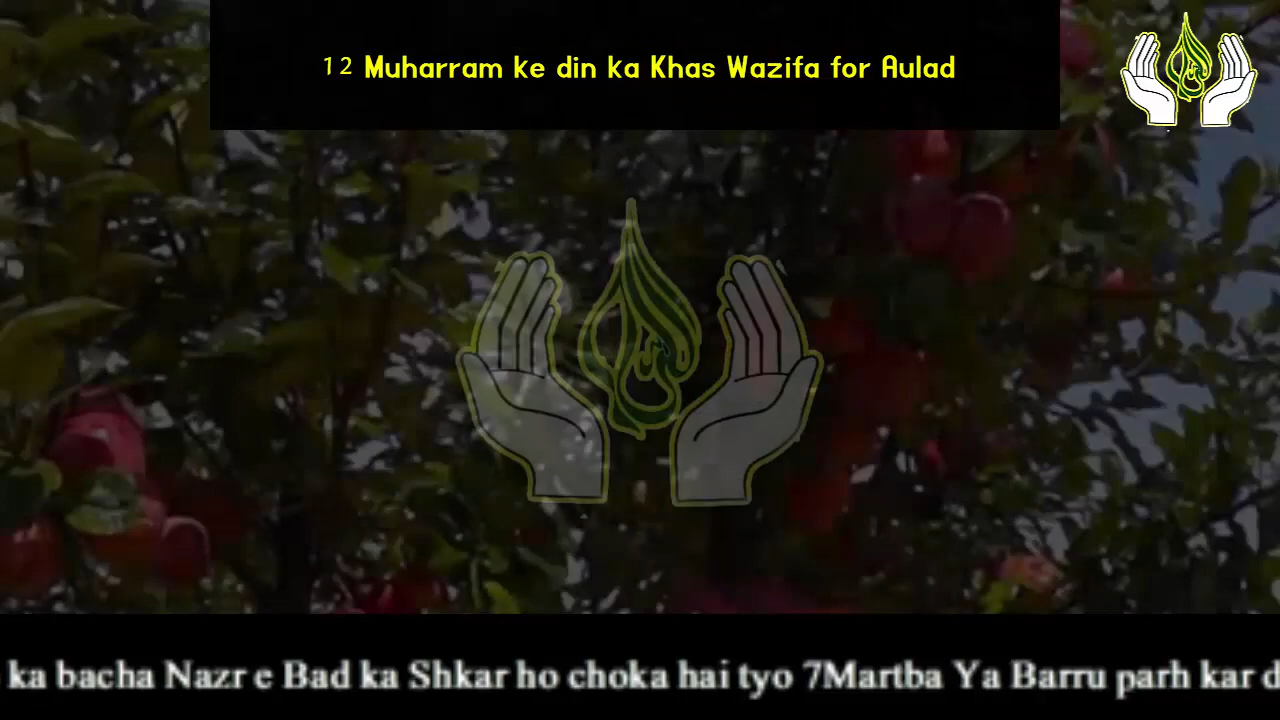 12 Muharram ke din ka Khas Wazifa for Aulad
ka bacha Nazr e Bad ka Shkar ho choka hai tyo 7Martba Ya Barru parh kar d